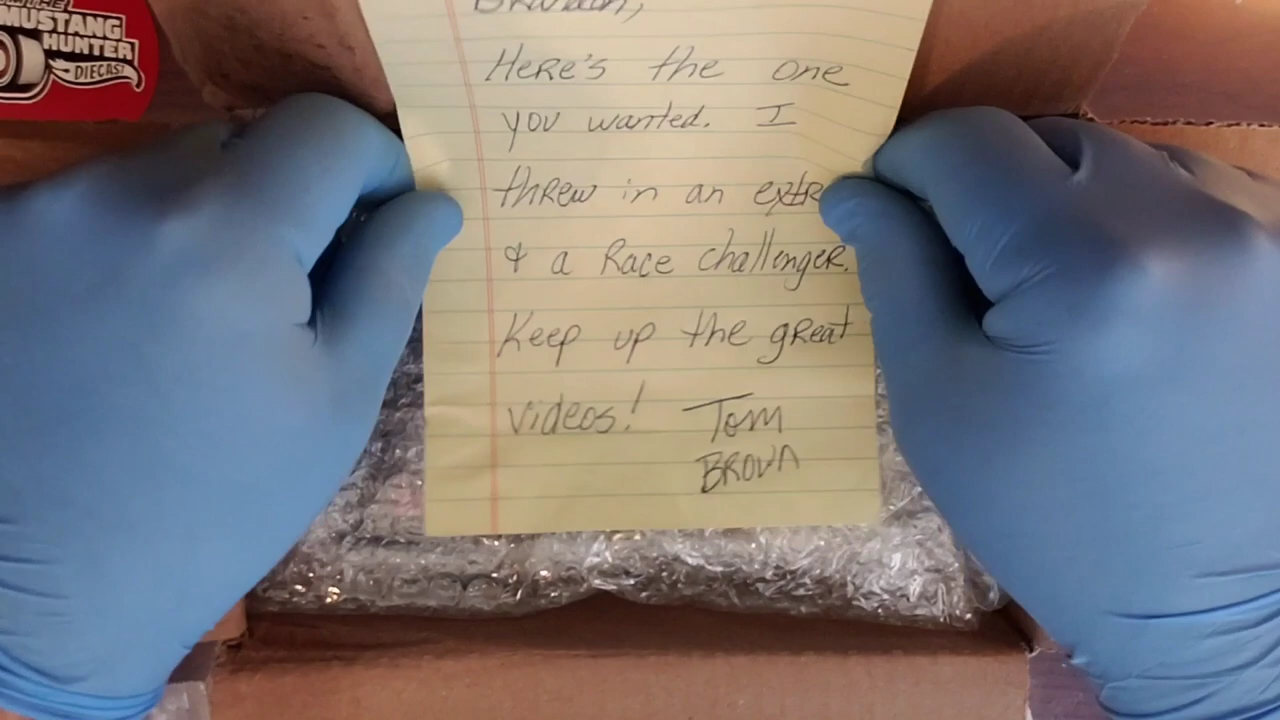 MUSTANG
HUNTER
DIECAST
Here's the one
you wanted. I
threw in an extr
& a Race challenger.
Keep up the great
videos! Tom
BROWN